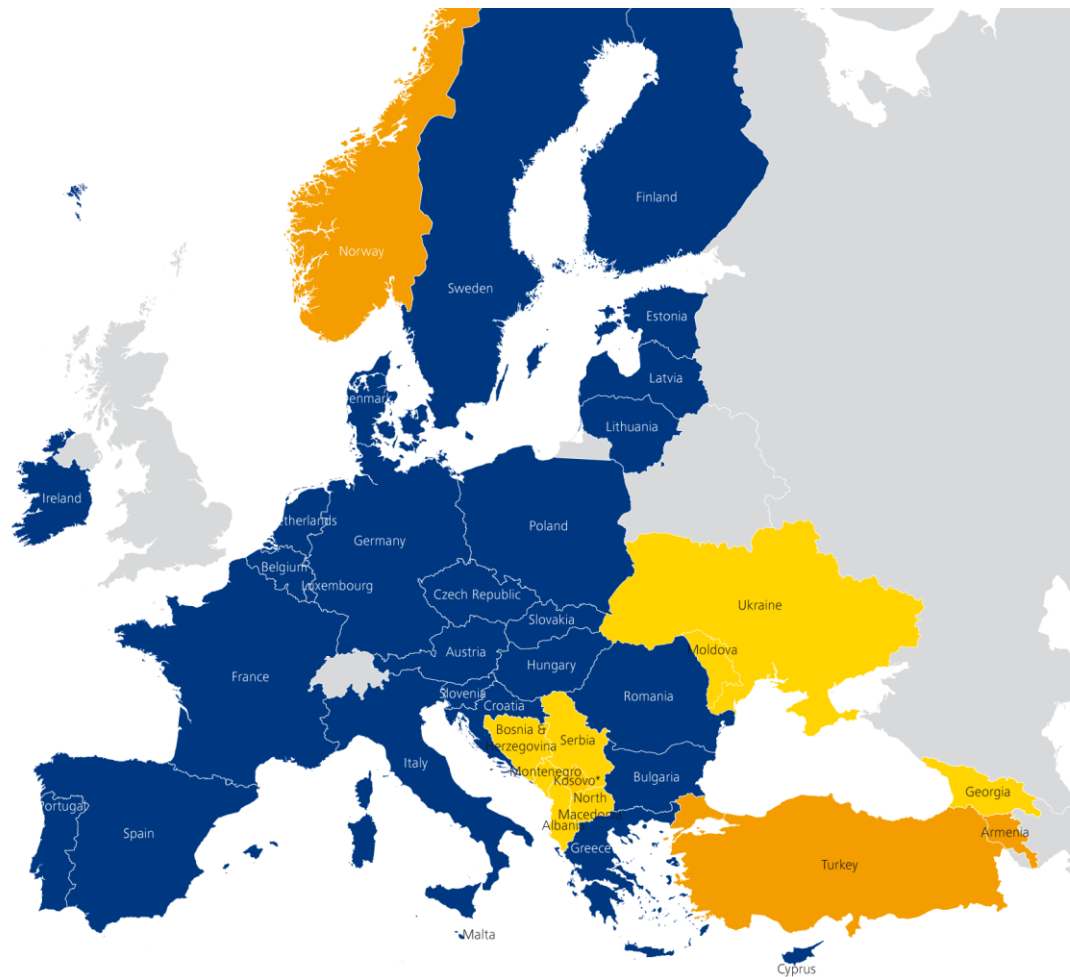 Finland
Norway
Sweden
Estonia
Latvia
Denmark
Lithuania
Ireland
Netherlands
Poland
Germany
Belgium
Luxembourg
Czech Republic
Ukraine
Slovakia
Moldova
Austria
Hungary
France
Slovenia
Romania
Croatia
Bosnia &
Herzegovina
Serbia
Italy
Montenegro
Kosovo*
Bulgaria
Georgia
North
Macedonia
Portugal
Albania
Spain
Armenia
Greece
Turkey
Malta
Cyprus